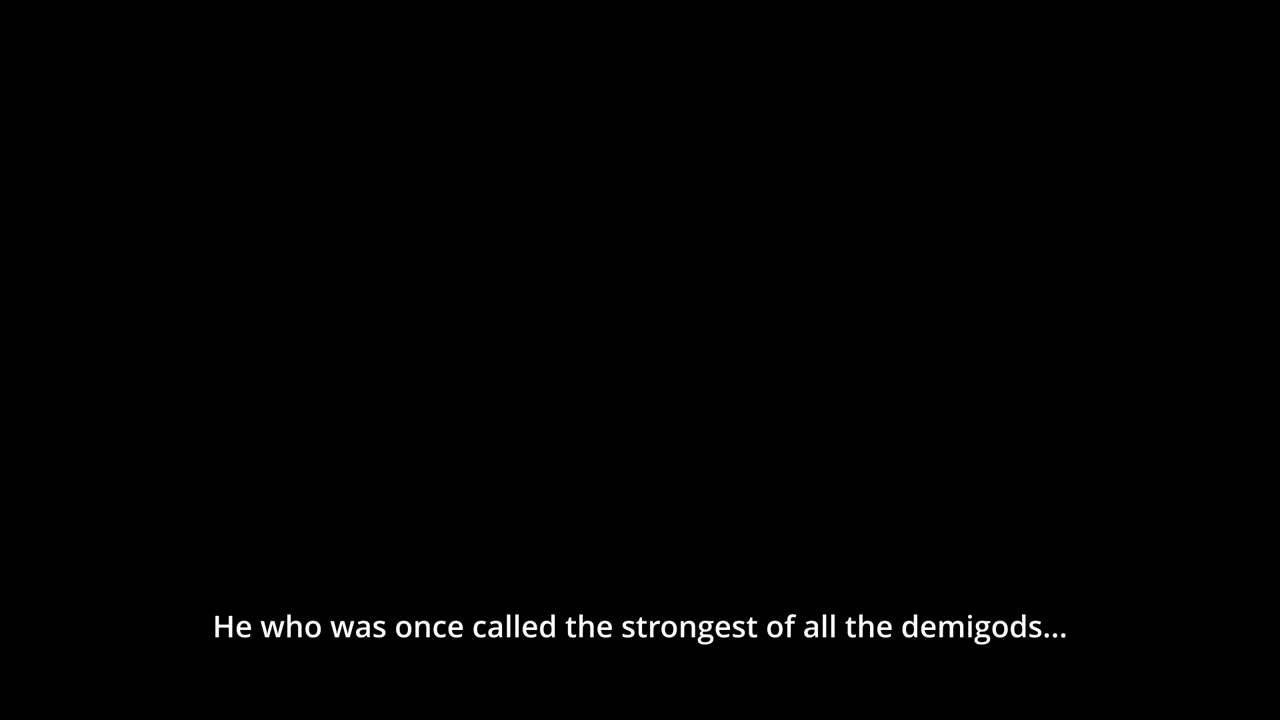 He who was once called the strongest of all the demigods...